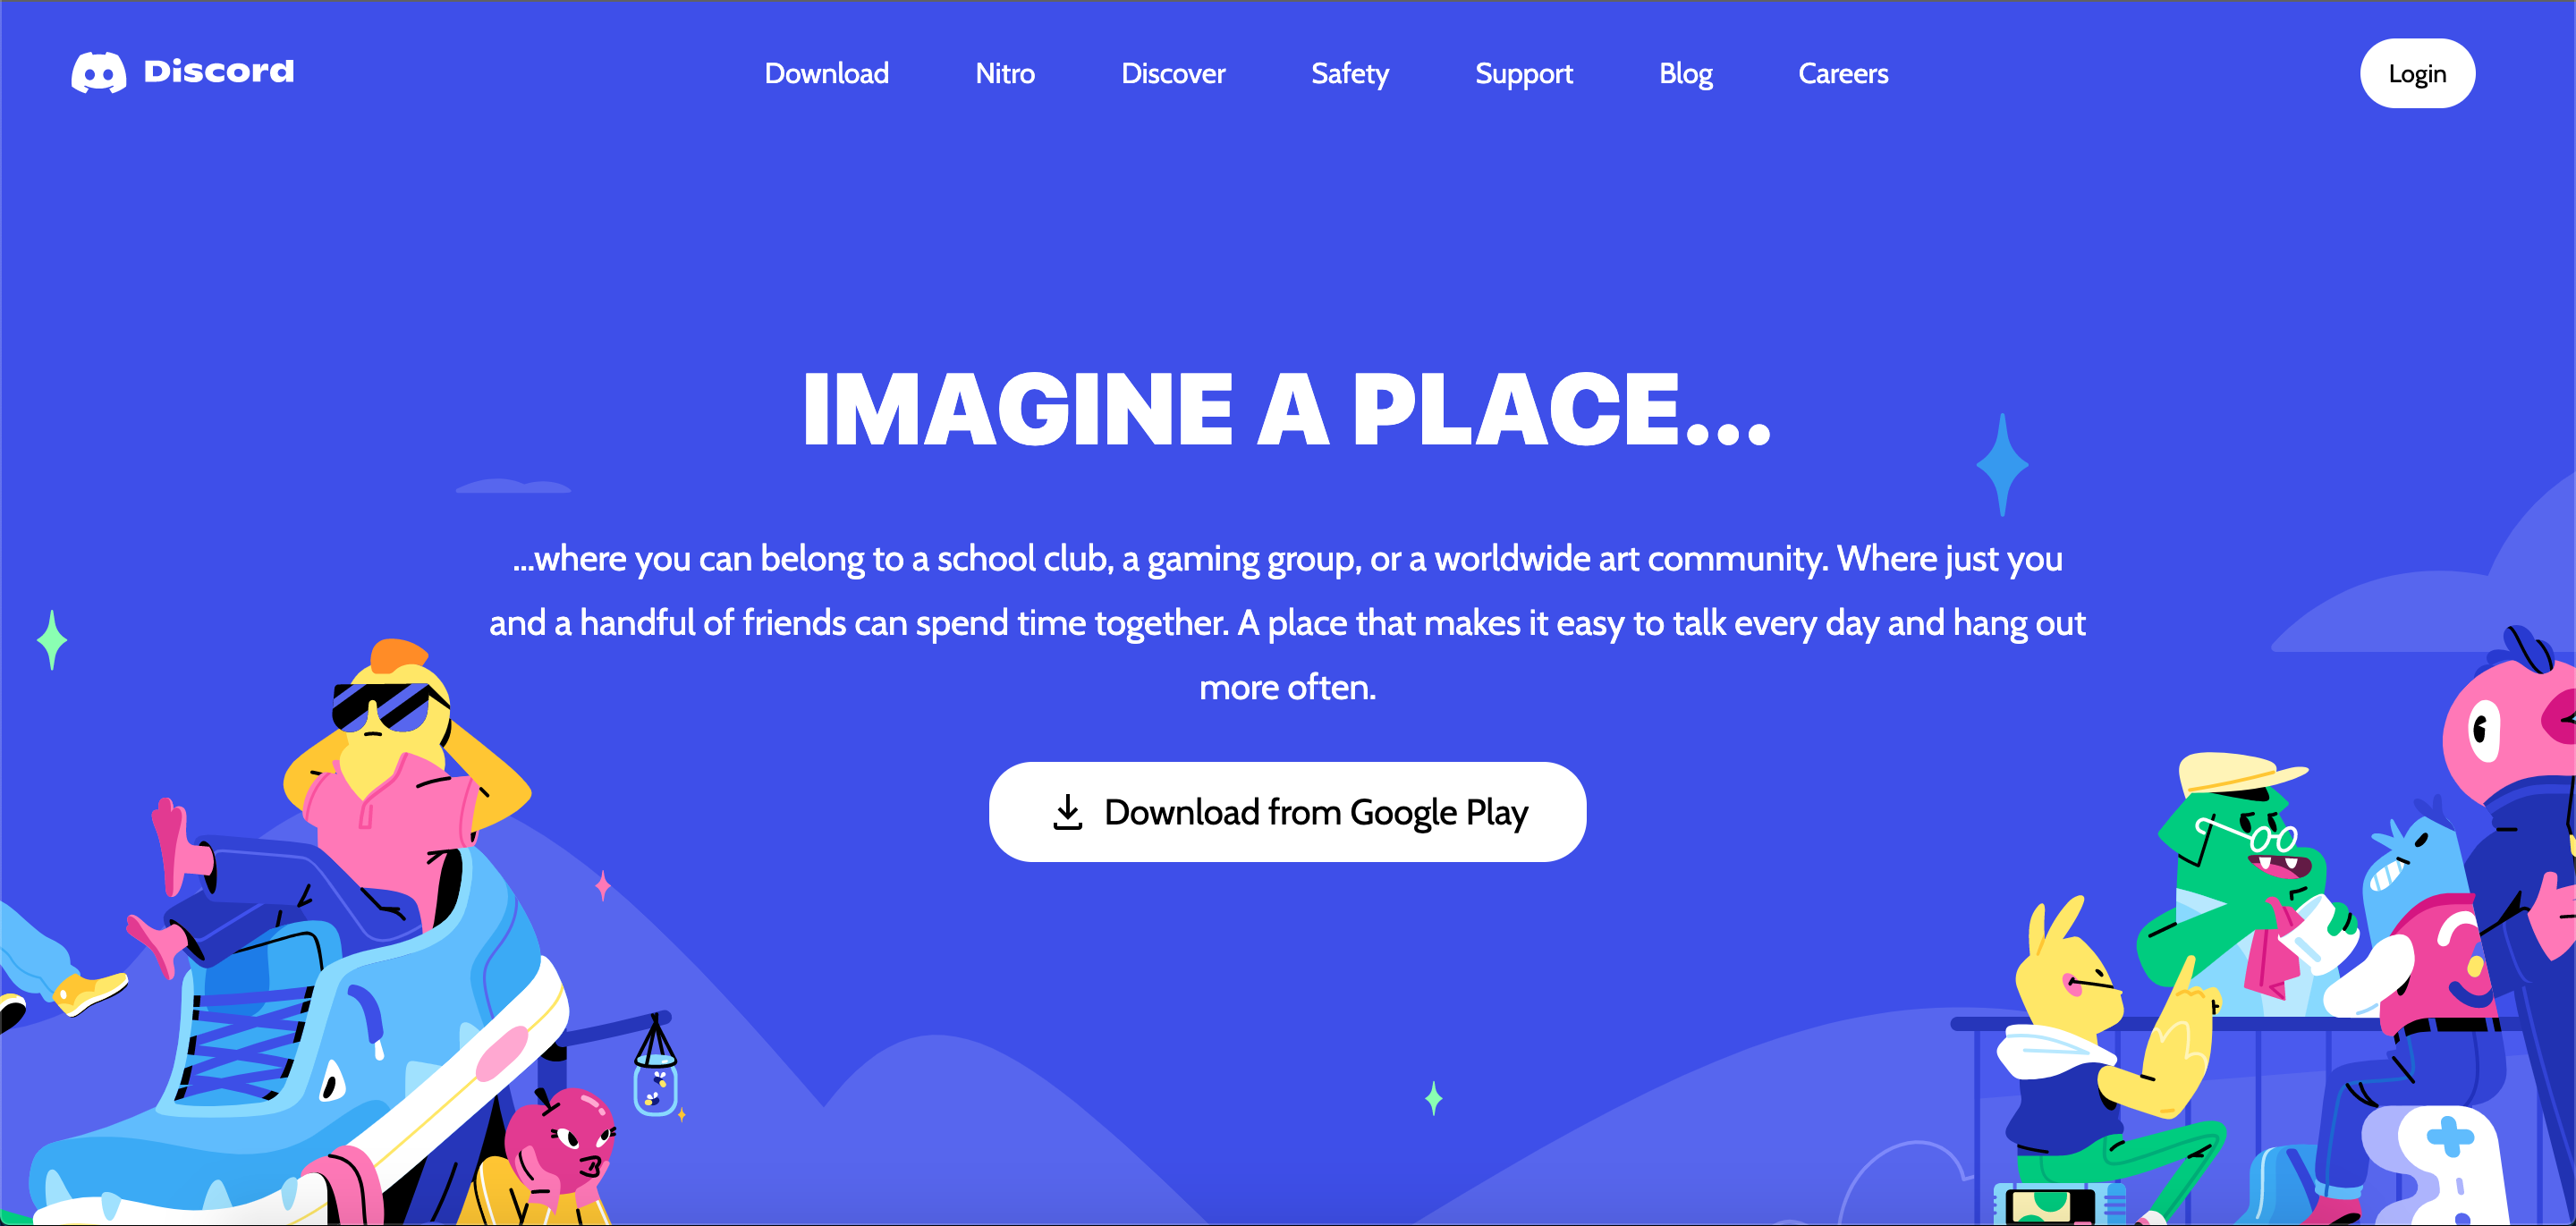 Discord
Download
Nitro
Discover
Safety
Support
Blog
Careers
Login
IMAGINE A PLACE...
...where you can belong to a school club, a gaming group, or a worldwide art community. Where just you
and a handful of friends can spend time together. A place that makes it easy to talk every day and hang out
more often.
Download from Google Play